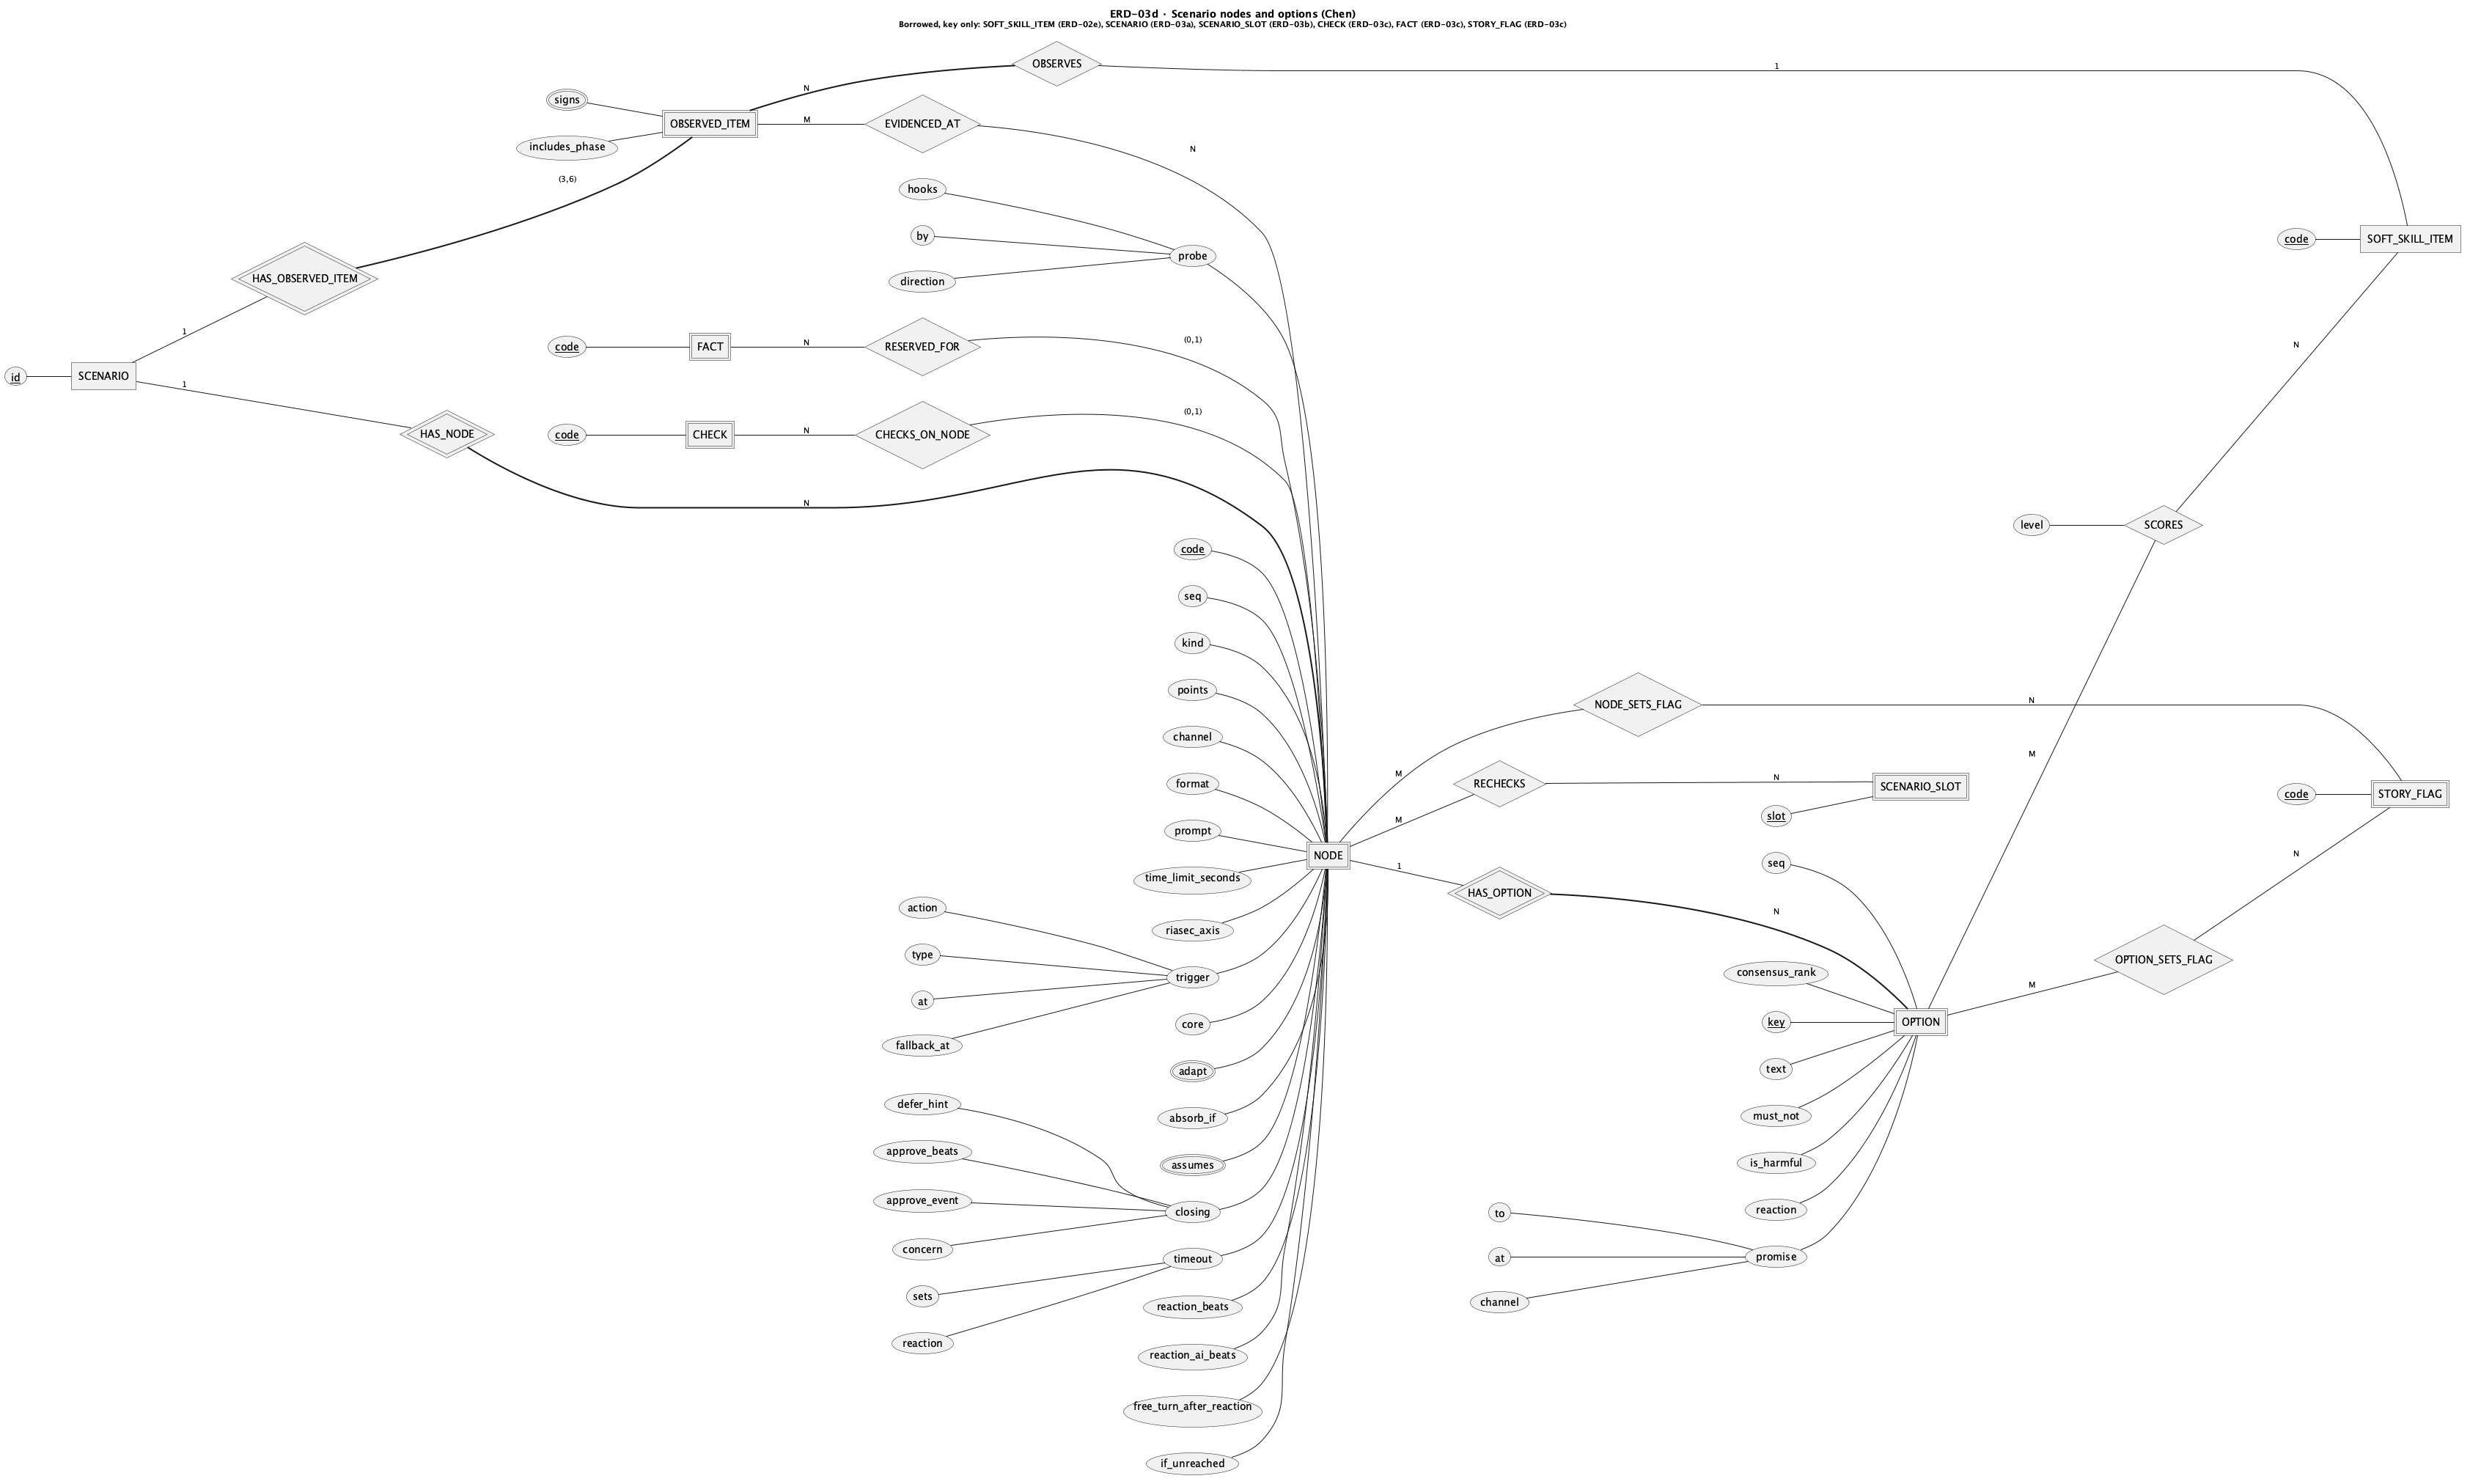 ERD-03d · Scenario nodes and options (Chen)
Borrowed, key only: SOFT_SKILL_ITEM (ERD-02e), SCENARIO (ERD-03a), SCENARIO_SLOT (ERD-03b), CHECK (ERD-03c), FACT (ERD-03c), STORY_FLAG (ERD-03c)
OBSERVES
1
N
signs
OBSERVED_ITEM
M
EVIDENCED_AT
N
includes_phase
(3,6)
hooks
by
probe
direction
code
SOFT_SKILL_ITEM
HAS_OBSERVED_ITEM
1
id
SCENARIO
1
code
FACT
N
RESERVED_FOR
(0,1)
N
HAS_NODE
code
CHECK
N
CHECKS_ON_NODE
(0,1)
N
level
SCORES
code
seq
kind
points
channel
format
prompt
time_limit_seconds
riasec_axis
NODE
M
NODE_SETS_FLAG
N
M
M
RECHECKS
N
SCENARIO_SLOT
slot
code
STORY_FLAG
1
HAS_OPTION
N
N
seq
consensus_rank
key
text
must_not
is_harmful
reaction
OPTION
M
OPTION_SETS_FLAG
action
type
at
fallback_at
trigger
core
adapt
absorb_if
assumes
defer_hint
approve_beats
approve_event
concern
closing
sets
reaction
timeout
reaction_beats
reaction_ai_beats
free_turn_after_reaction
if_unreached
to
at
channel
promise